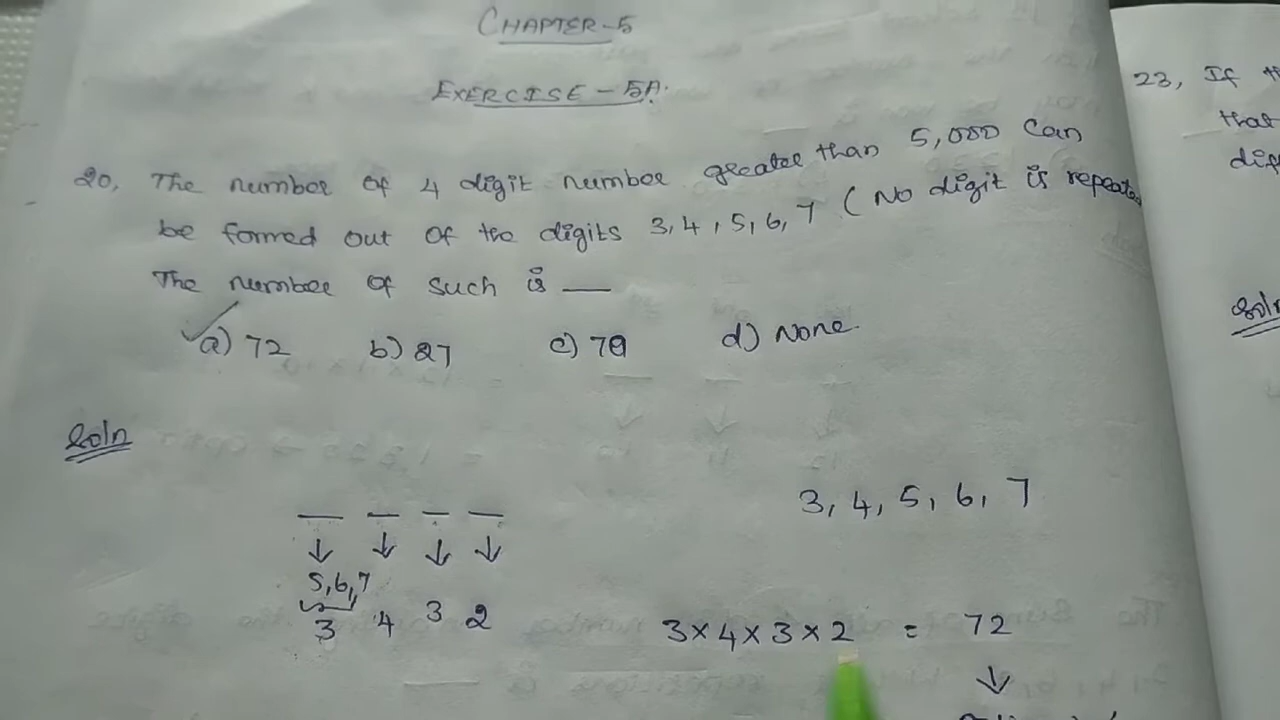 CHAPTER-5
EXERCISE - 5A.
20, The number of 4 digit number greater than 5,000 Can
be formed out of the digits 3,4,5,6,7 (No digit is repeated
The number of such is __
a) 72 b) 27 c) 70 d) None.
Soln
3, 4, 5, 6, 7
5,6,7
3 4 3 2
3×4×3×2 = 72
23, If
that
Soln